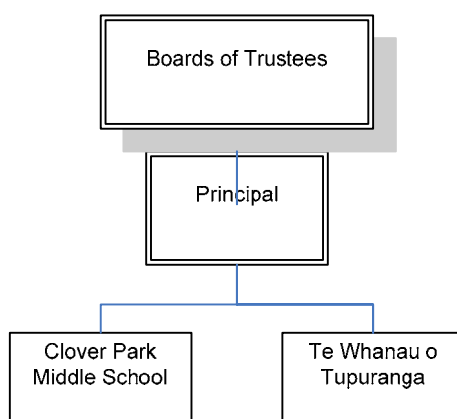 Boards of Trustees
Principal
Clover Park
Middle School
Te Whanau o
Tupuranga